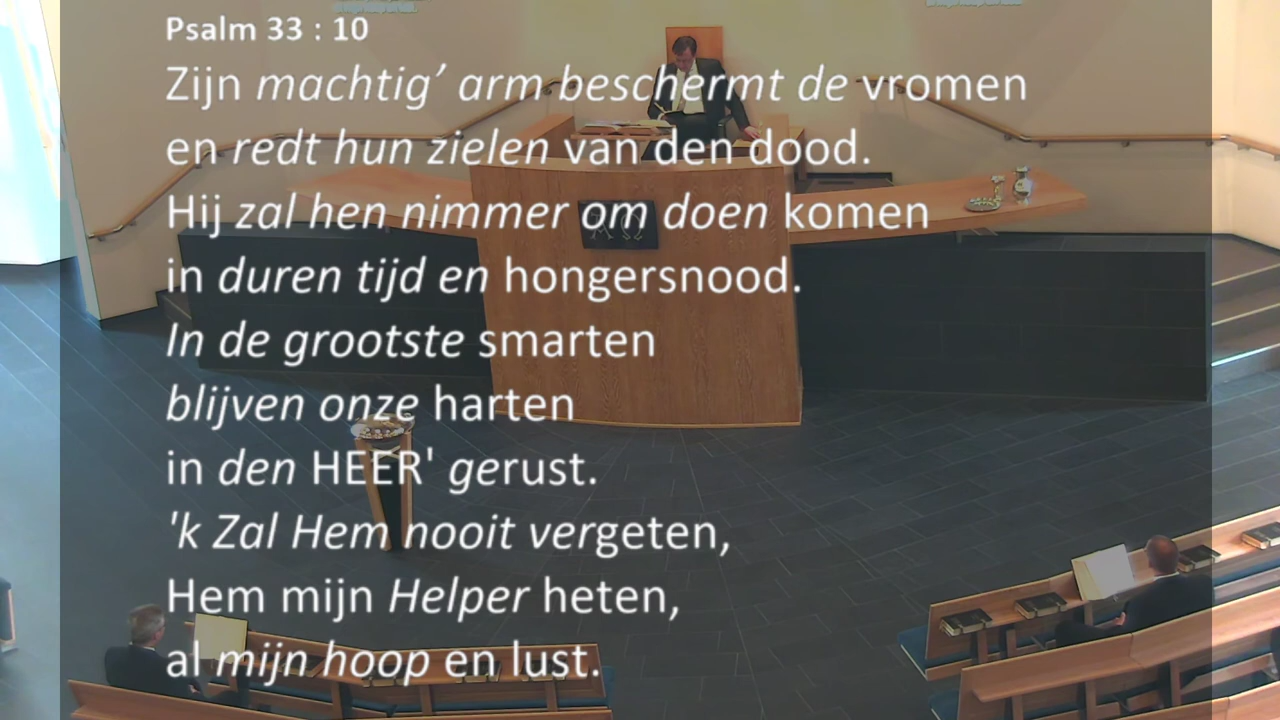 Psalm 33 : 10
Zijn machtig’ arm beschermt de vromen
en redt hun zielen van den dood.
Hij zal hen nimmer om doen komen
in duren tijd en hongersnood.
In de grootste smarten
blijven onze harten
in den HEER' gerust.
'k Zal Hem nooit vergeten,
Hem mijn Helper heten,
al mijn hoop en lust.